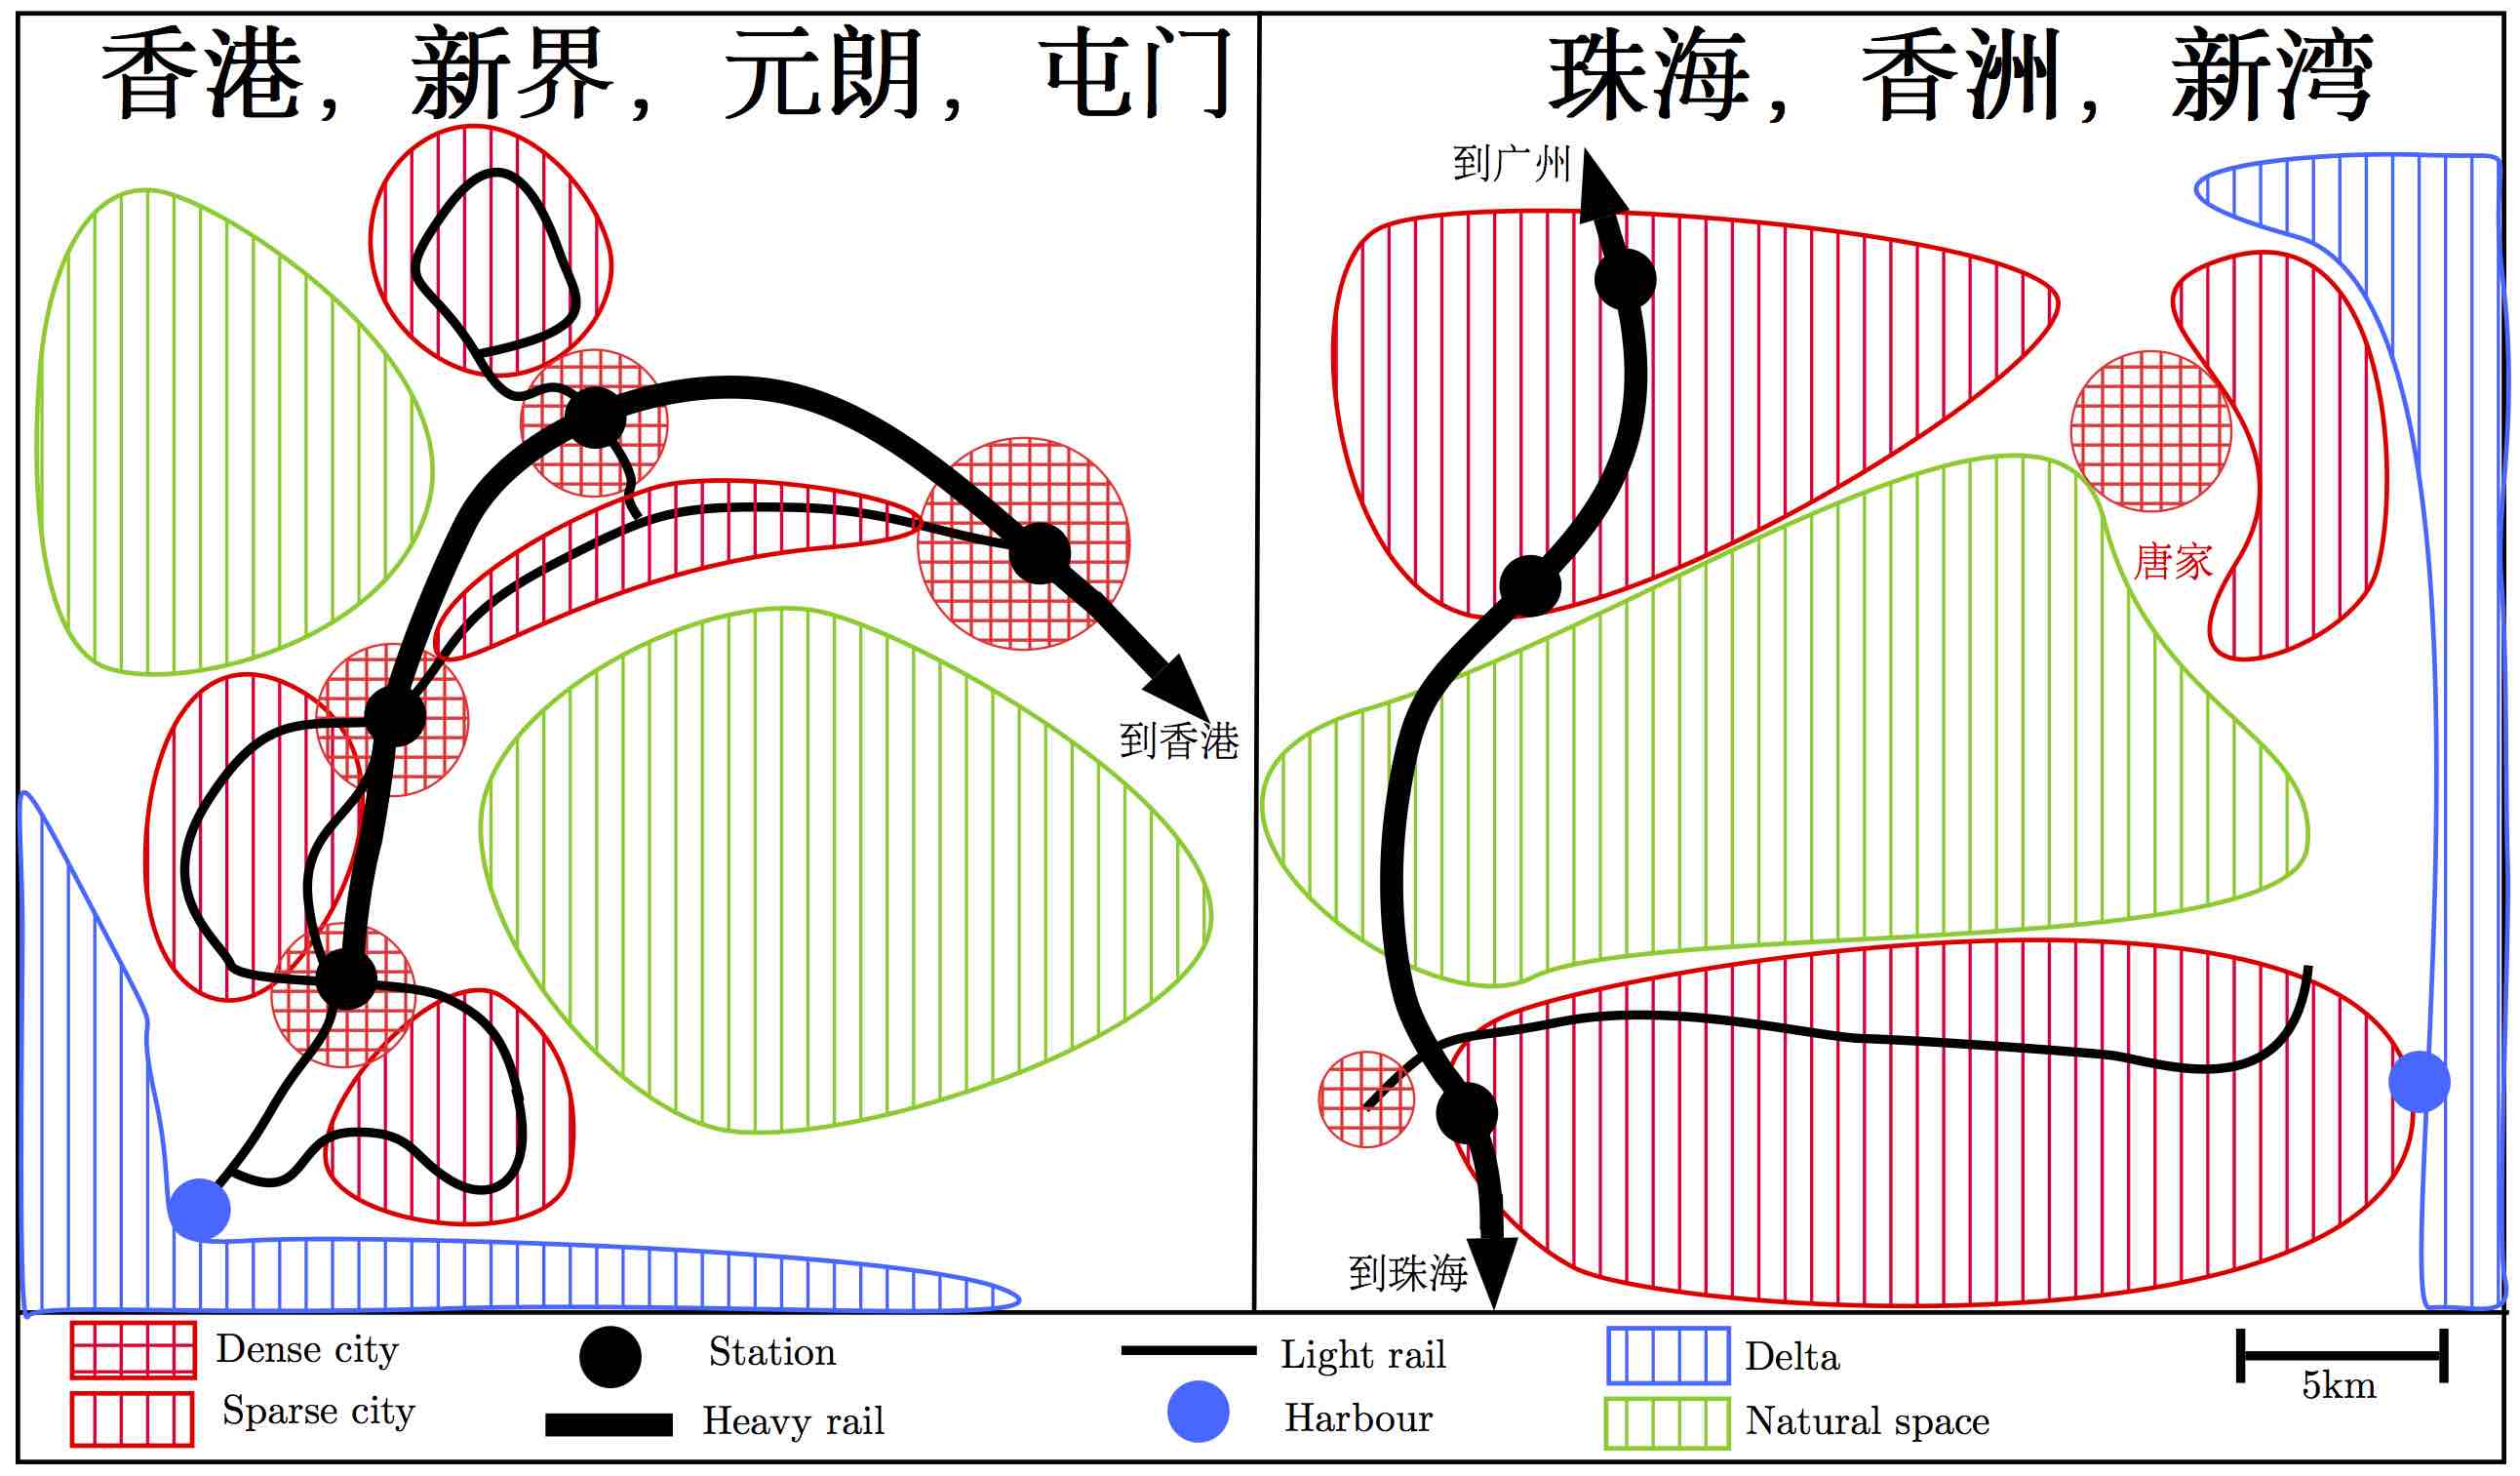 香港，新界，元朗，屯门
珠海，香洲，新湾
到广州
唐家
到香港
到珠海
Dense city
Station
Light rail
Delta
5km
Sparse city
Heavy rail
Harbour
Natural space